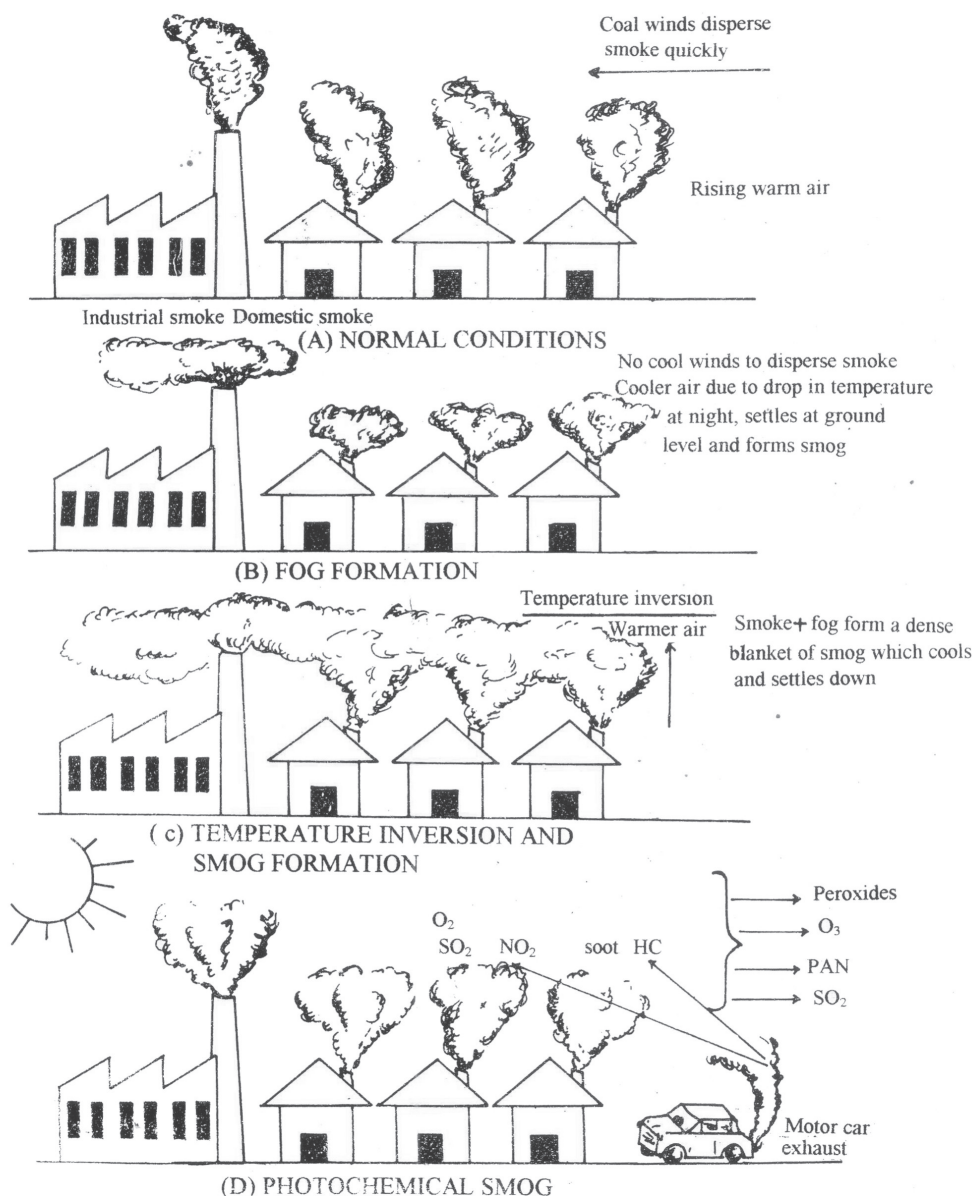 Coal winds disperse
smoke quickly
Rising warm air
Industrial smoke Domestic smoke
(A) NORMAL CONDITIONS
No cool winds to disperse smoke
Cooler air due to drop in temperature
at night, settles at ground
level and forms smog
(B) FOG FORMATION
Temperature inversion
Warmer air
Smoke+ fog form a dense
blanket of smog which cools
and settles down
( c) TEMPERATURE INVERSION AND
SMOG FORMATION
O₂
SO₂ NO₂ soot HC
Peroxides
O₃
PAN
SO₂
Motor car
exhaust
(D) PHOTOCHEMICAL SMOG